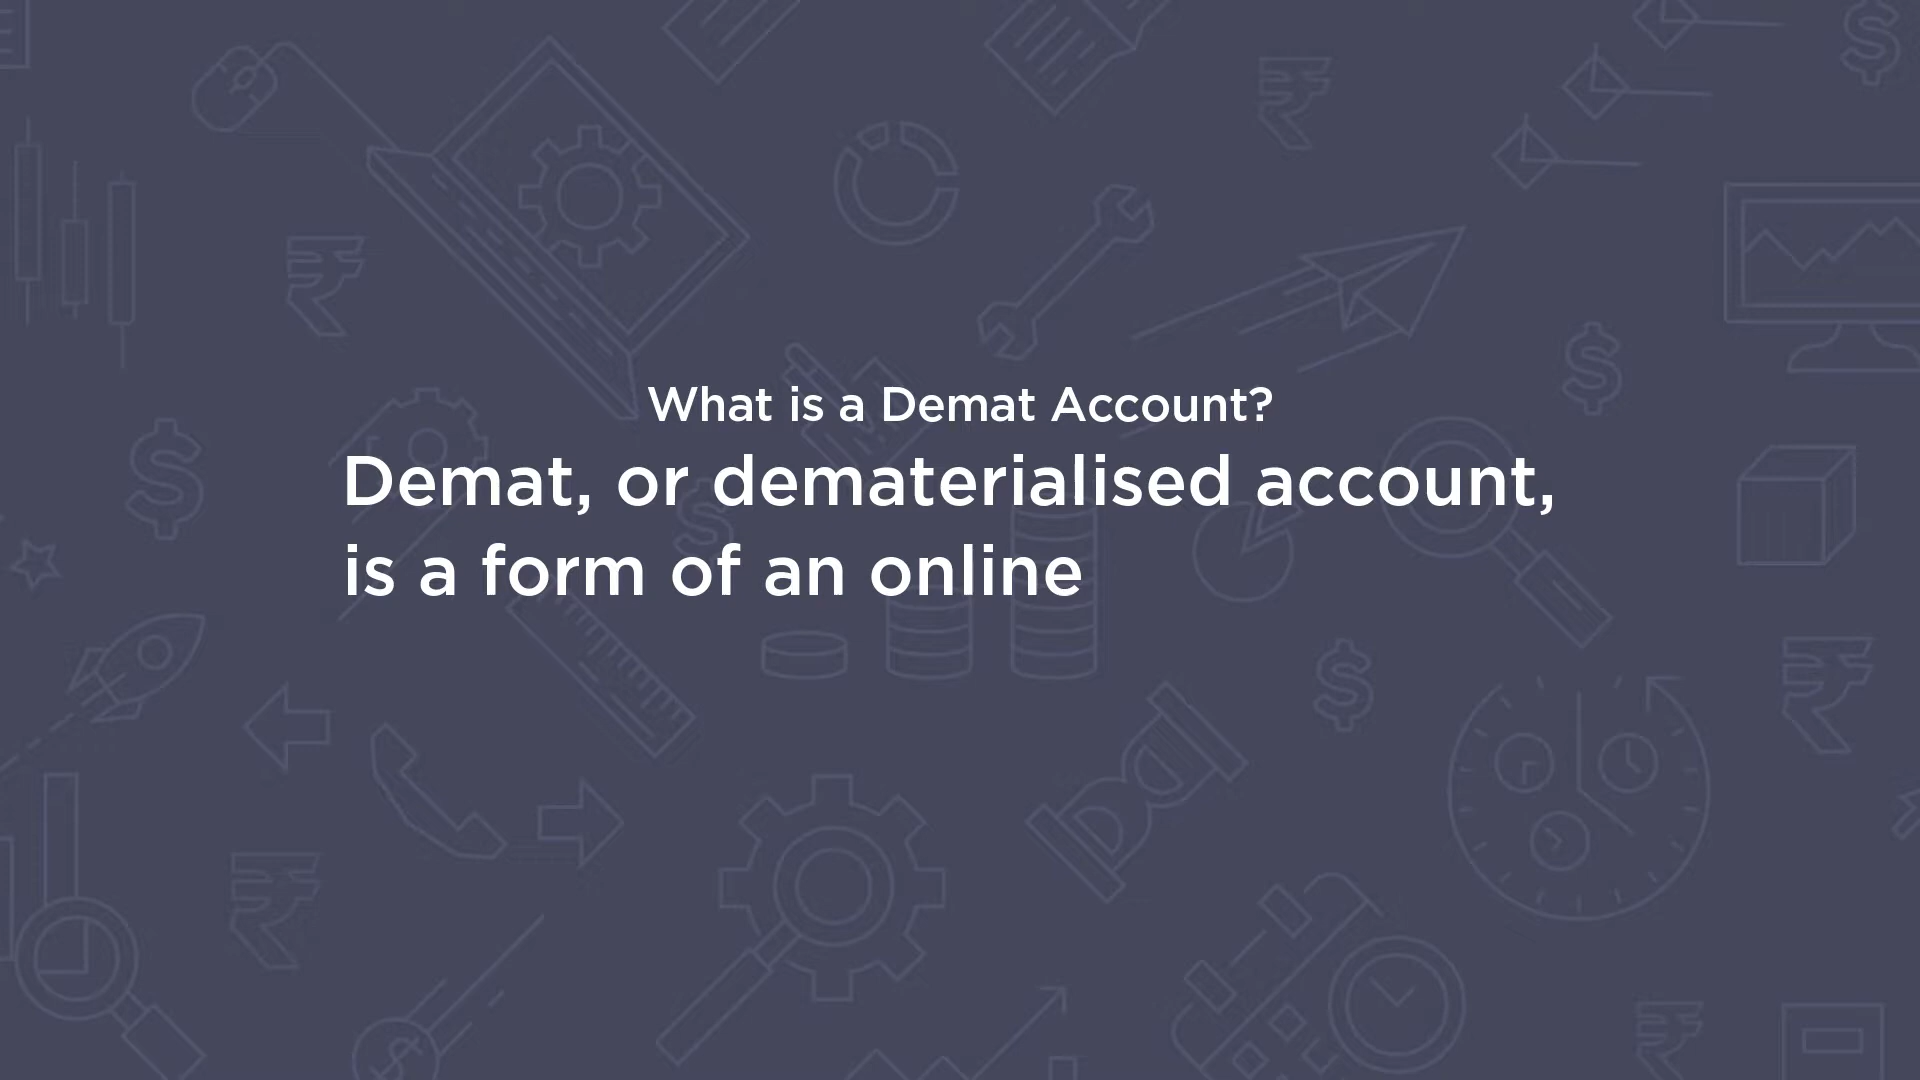 What is a Demat Account?
Demat, or dematerialised account,
is a form of an online